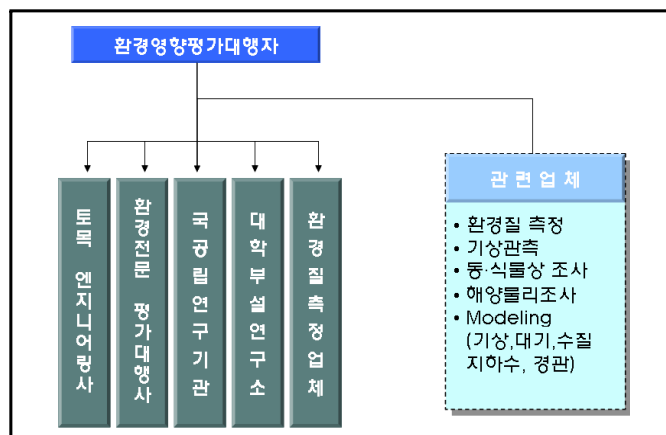 환경영향평가대행자
토목 엔지니어링사
환경전문 평가대행사
국공립연구기관
대학부설연구소
환경질측정업체
관련업체
• 환경질 측정
• 기상관측
• 동·식물상 조사
• 해양물리조사
• Modeling
(기상,대기,수질
지하수, 경관)